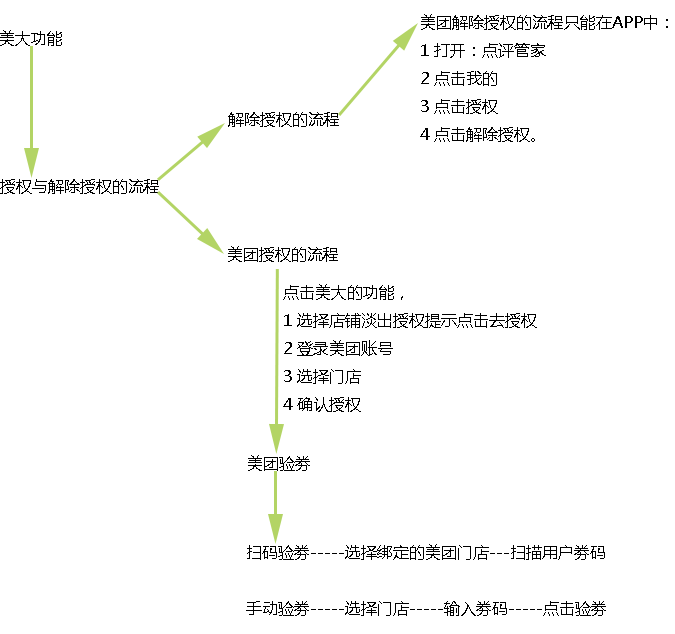 美大功能
授权与解除授权的流程
解除授权的流程
美团解除授权的流程只能在APP中：
1 打开：点评管家
2 点击我的
3 点击授权
4 点击解除授权。
美团授权的流程
点击美大的功能，
1 选择店铺淡出授权提示点击去授权
2 登录美团账号
3 选择门店
4 确认授权
美团验券
扫码验券-----选择绑定的美团门店---扫描用户券码
手动验券-----选择门店-----输入券码-----点击验券